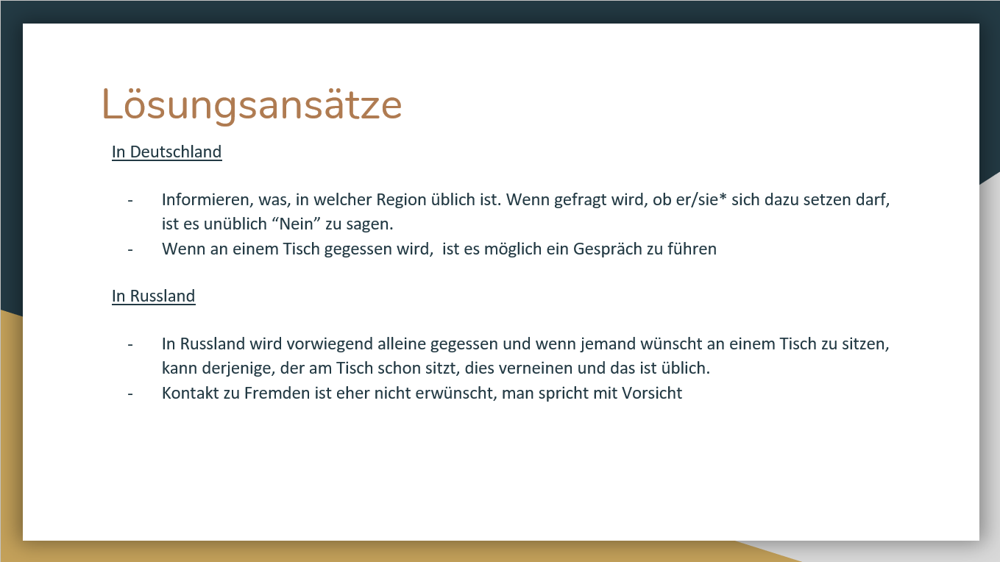 Lösungsansätze
In Deutschland
- Informieren, was, in welcher Region üblich ist. Wenn gefragt wird, ob er/sie* sich dazu setzen darf,
ist es unüblich “Nein” zu sagen.
- Wenn an einem Tisch gegessen wird,  ist es möglich ein Gespräch zu führen
In Russland
- In Russland wird vorwiegend alleine gegessen und wenn jemand wünscht an einem Tisch zu sitzen,
kann derjenige, der am Tisch schon sitzt, dies verneinen und das ist üblich.
- Kontakt zu Fremden ist eher nicht erwünscht, man spricht mit Vorsicht